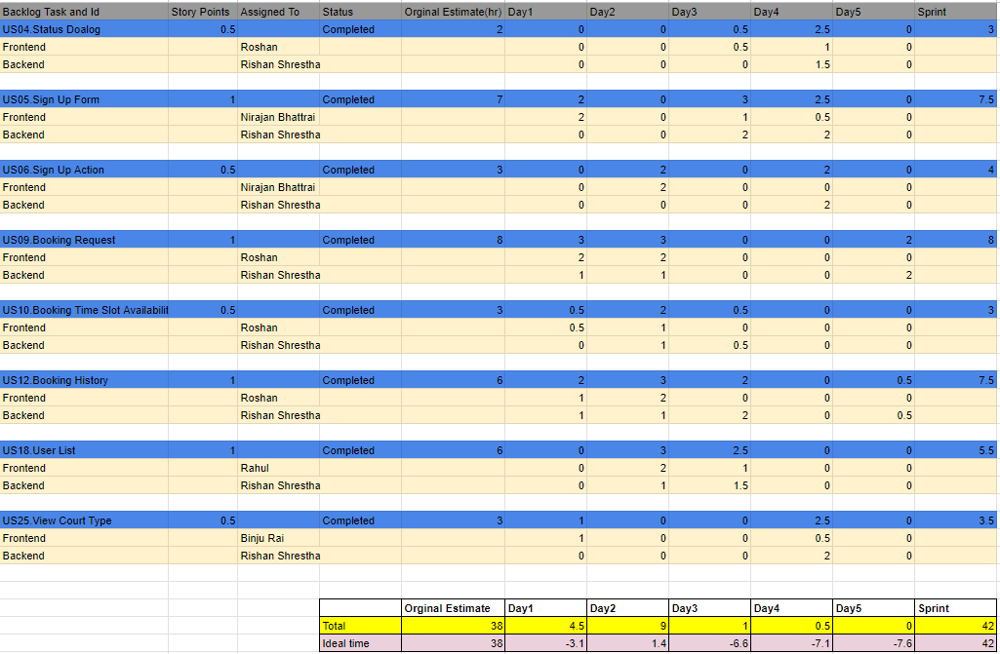 Backlog Task and Id Story Points Assigned To Status Orginal Estimate(hr) Day1 Day2 Day3 Day4 Day5 Sprint
US04.Status Doalog 0.5 Completed 2 0 0 0.5 2.5 0 3
Frontend Roshan 0 0 0.5 1 0
Backend Rishan Shrestha 0 0 0 1.5 0
US05.Sign Up Form 1 Completed 7 2 0 3 2.5 0 7.5
Frontend Nirajan Bhattrai 2 0 1 0.5 0
Backend Rishan Shrestha 0 0 2 2 0
US06.Sign Up Action 0.5 Completed 3 0 2 0 2 0 4
Frontend Nirajan Bhattrai 0 2 0 0 0
Backend Rishan Shrestha 0 0 0 2 0
US09.Booking Request 1 Completed 8 3 3 0 0 2 8
Frontend Roshan 2 2 0 0 0
Backend Rishan Shrestha 1 1 0 0 2
US10.Booking Time Slot Availabilit 0.5 Completed 3 0.5 2 0.5 0 0 3
Frontend Roshan 0.5 1 0 0 0
Backend Rishan Shrestha 0 1 0.5 0 0
US12.Booking History 1 Completed 6 2 3 2 0 0.5 7.5
Frontend Roshan 1 2 0 0 0
Backend Rishan Shrestha 1 1 2 0 0.5
US18.User List 1 Completed 6 0 3 2.5 0 0 5.5
Frontend Rahul 0 2 1 0 0
Backend Rishan Shrestha 0 1 1.5 0 0
US25.View Court Type 0.5 Completed 3 1 0 0 2.5 0 3.5
Frontend Binju Rai 1 0 0 0.5 0
Backend Rishan Shrestha 0 0 0 2 0
Orginal Estimate Day1 Day2 Day3 Day4 Day5 Sprint
Total 38 4.5 9 1 0.5 0 42
Ideal time 38 -3.1 1.4 -6.6 -7.1 -7.6 42